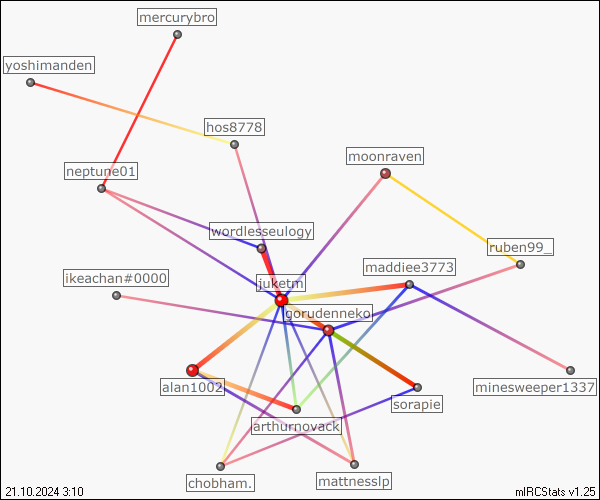 mercurybro
yoshimanden
hos8778
moonraven
neptune01
wordlesseulogy
ruben99_
maddiee3773
ikeachan#0000
juketm
gorudenneko
alan1002
minesweeper1337
sorapie
arthurnovack
chobham.
mattnesslp
21.10.2024 3:10
mIRCStats v1.25